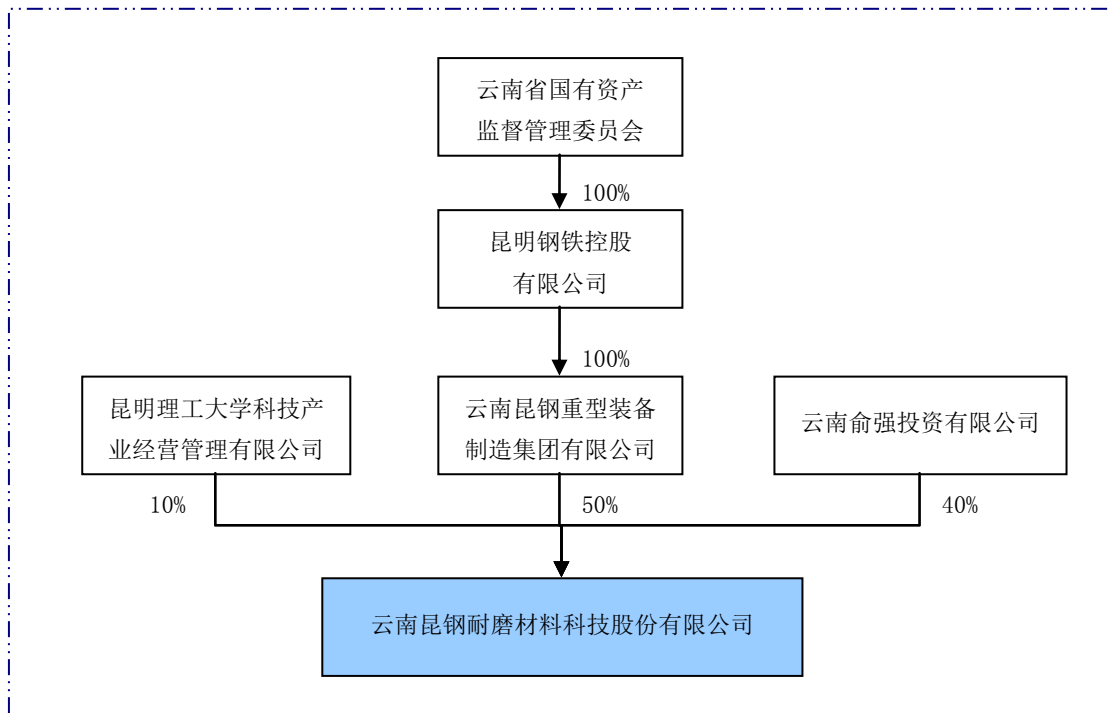 云南省国有资产
监督管理委员会
100%
昆明钢铁控股
有限公司
100%
昆明理工大学科技产
业经营管理有限公司
云南昆钢重型装备
制造集团有限公司
云南俞强投资有限公司
10%
50%
40%
云南昆钢耐磨材料科技股份有限公司